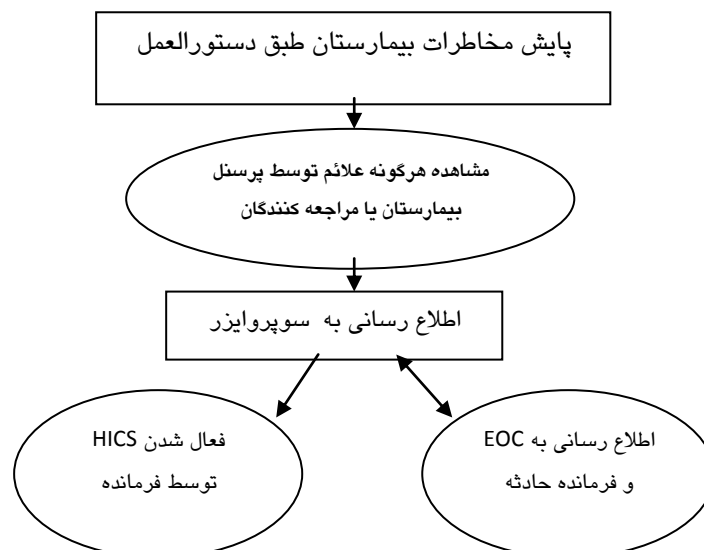 پایش مخاطرات بیمارستان طبق دستورالعمل
مشاهده هرگونه علائم توسط پرسنل
بیمارستان یا مراجعه کنندگان
اطلاع رسانی به سوپروایزر
اطلاع رسانی به EOC
و فرمانده حادثه
فعال شدن HICS
توسط فرمانده